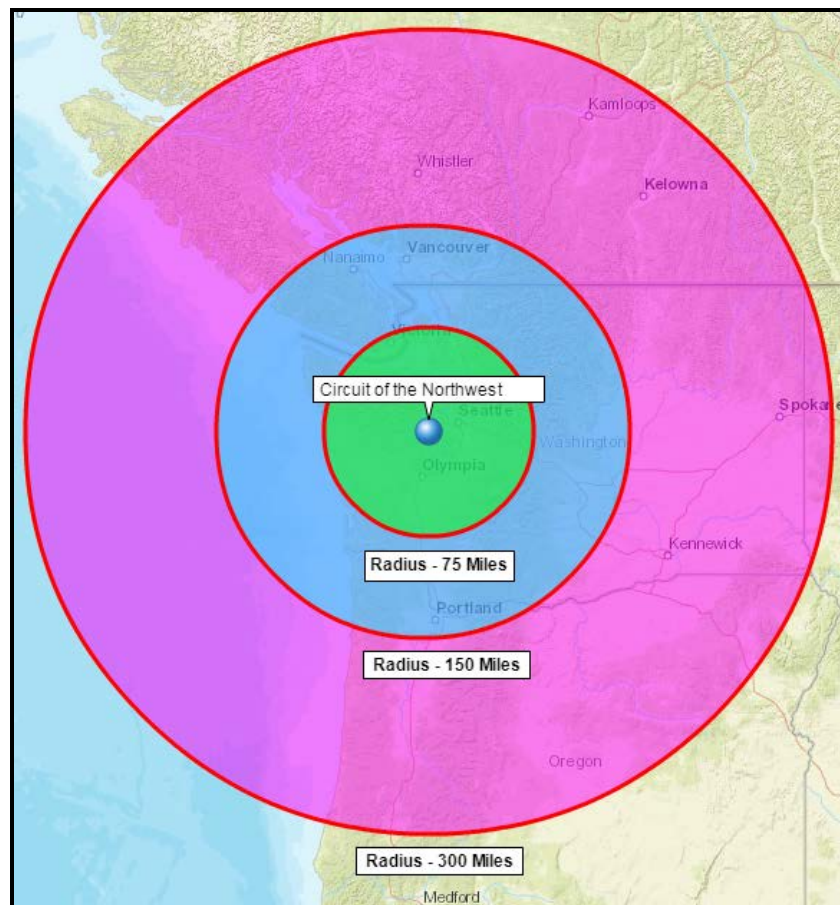 Kamloops
Whistler
Kelowna
Vancouver
Nanaimo
Victoria
Circuit of the Northwest
Seattle
Spokane
Washington
Olympia
Kennewick
Radius - 75 Miles
Portland
Radius - 150 Miles
Oregon
Radius - 300 Miles
Medford